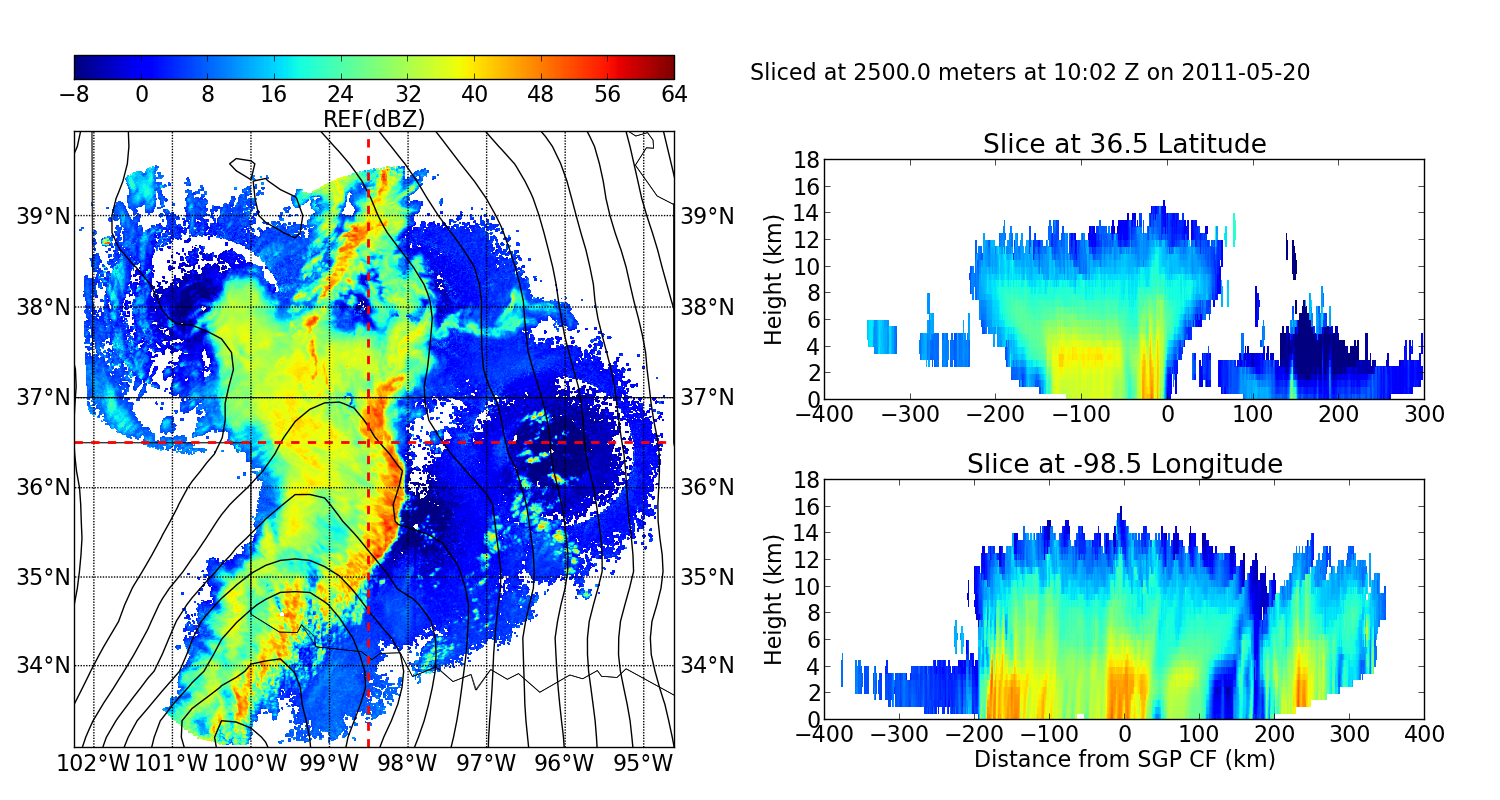 −8 0 8 16 24 32 40 48 56 64
REF(dBZ)
Sliced at 2500.0 meters at 10:02 Z on 2011-05-20
39°N 39°N
38°N 38°N
37°N 37°N
36°N 36°N
35°N 35°N
34°N 34°N
102°W 101°W 100°W 99°W 98°W 97°W 96°W 95°W
Slice at 36.5 Latitude
Height (km)
18
16
14
12
10
8
6
4
2
0
−400 −300 −200 −100 0 100 200 300
Slice at -98.5 Longitude
Height (km)
18
16
14
12
10
8
6
4
2
0
−400 −300 −200 −100 0 100 200 300 400
Distance from SGP CF (km)